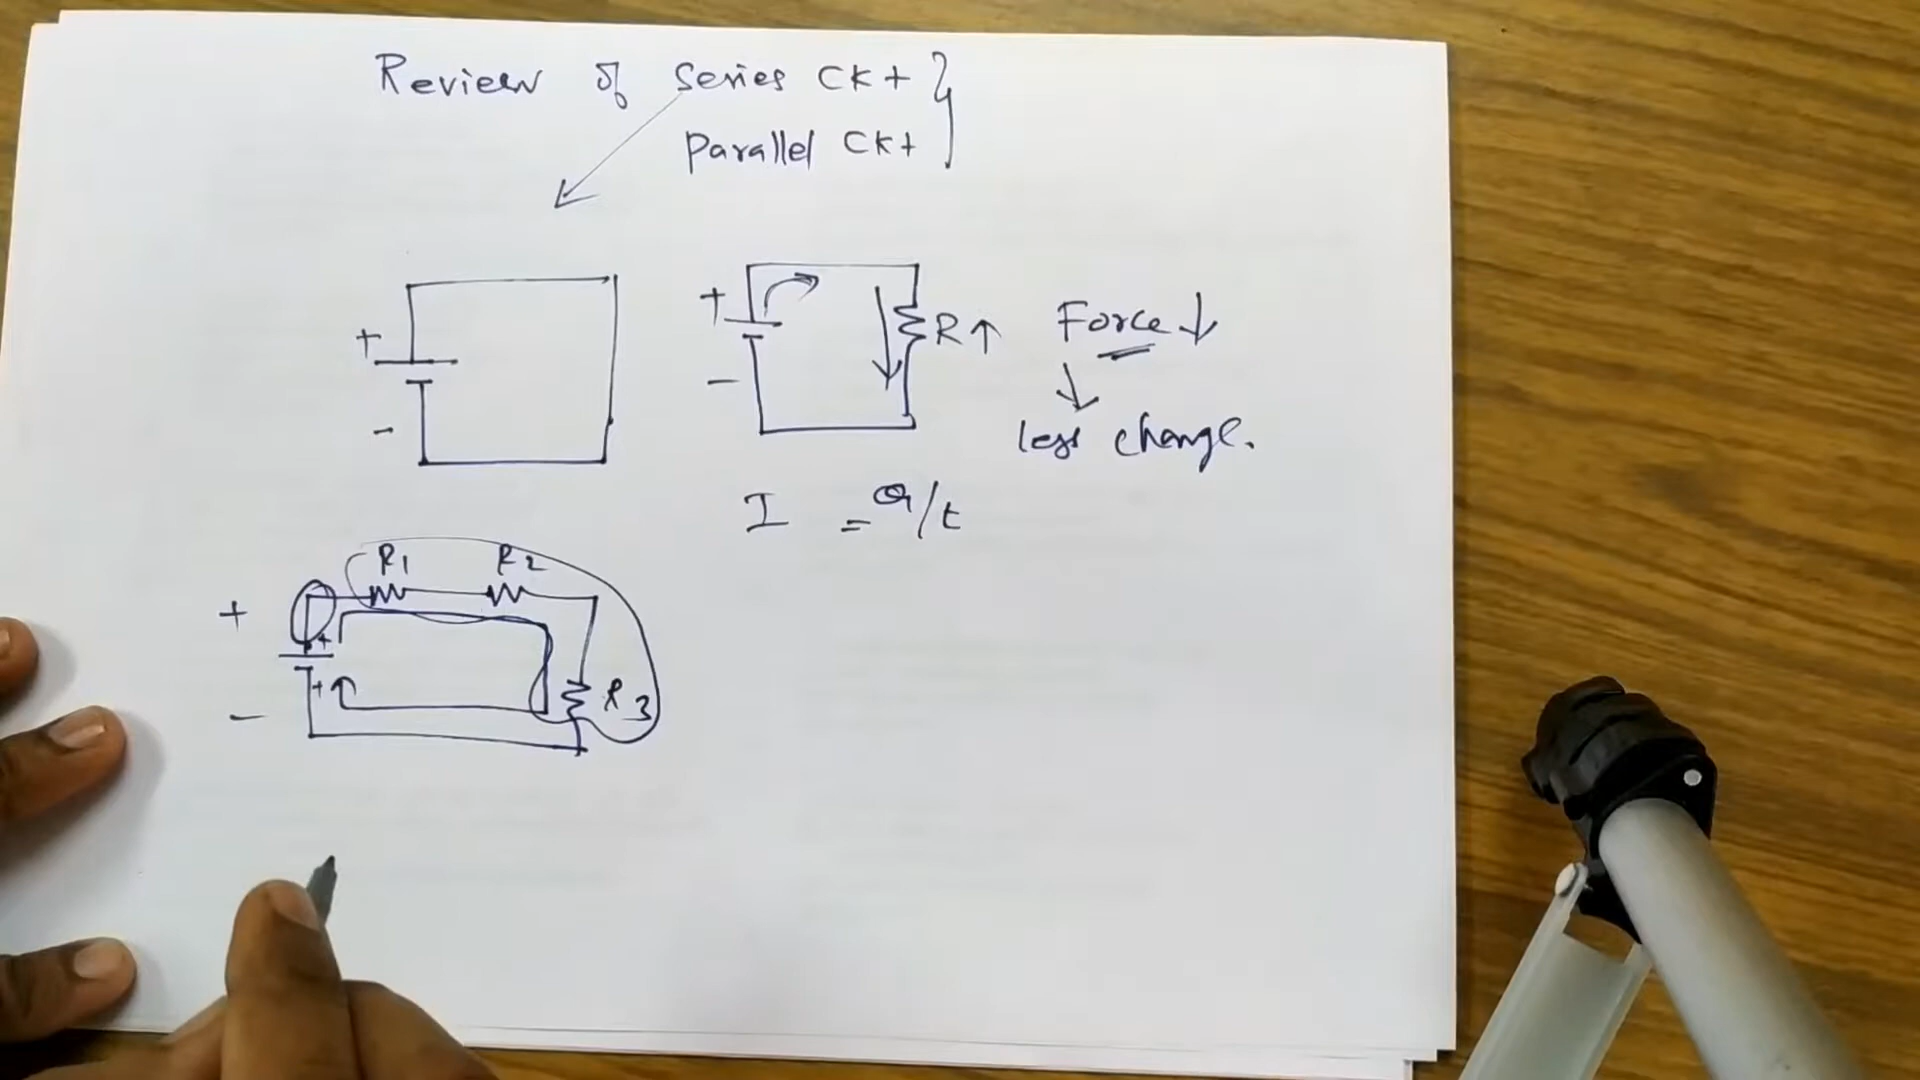 Review of series CKt
parallel CKt
+
-
+
-
R↑
Force↓
↓
less charge.
I = Q/t
R1 R2
+
+
+
-
R3